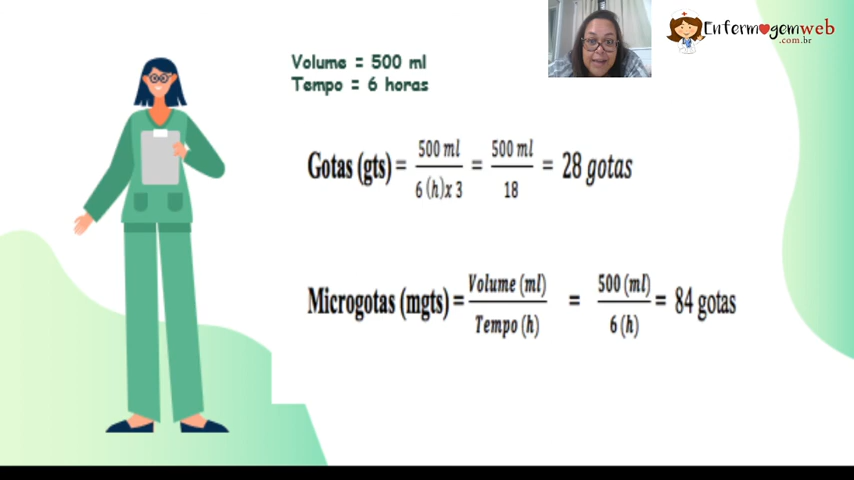 Enfermagemweb
.com.br
Volume = 500 ml
Tempo = 6 horas
Gotas (gts) = 500 ml / 6 (h)x 3 = 500 ml / 18 = 28 gotas
Microgotas (mgts) = Volume (ml) / Tempo (h) = 500 (ml) / 6 (h) = 84 gotas